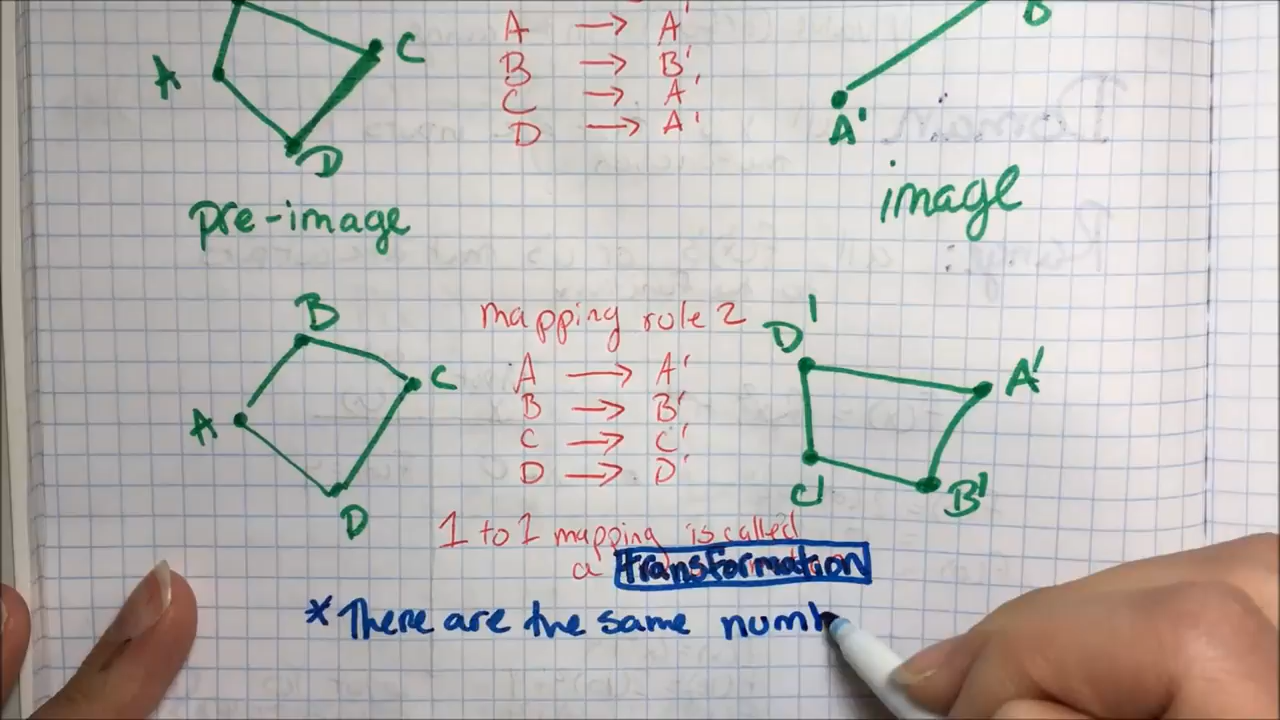 A → A'
B → B'
C → A'
D → A'
A
C
D
pre-image
B
A'
image
mapping rule 2
A → A'
B → B'
C → C'
D → D'
B
C
A
D
D'
A'
C'
B'
1 to 1 mapping is called
a transformation
* There are the same numb